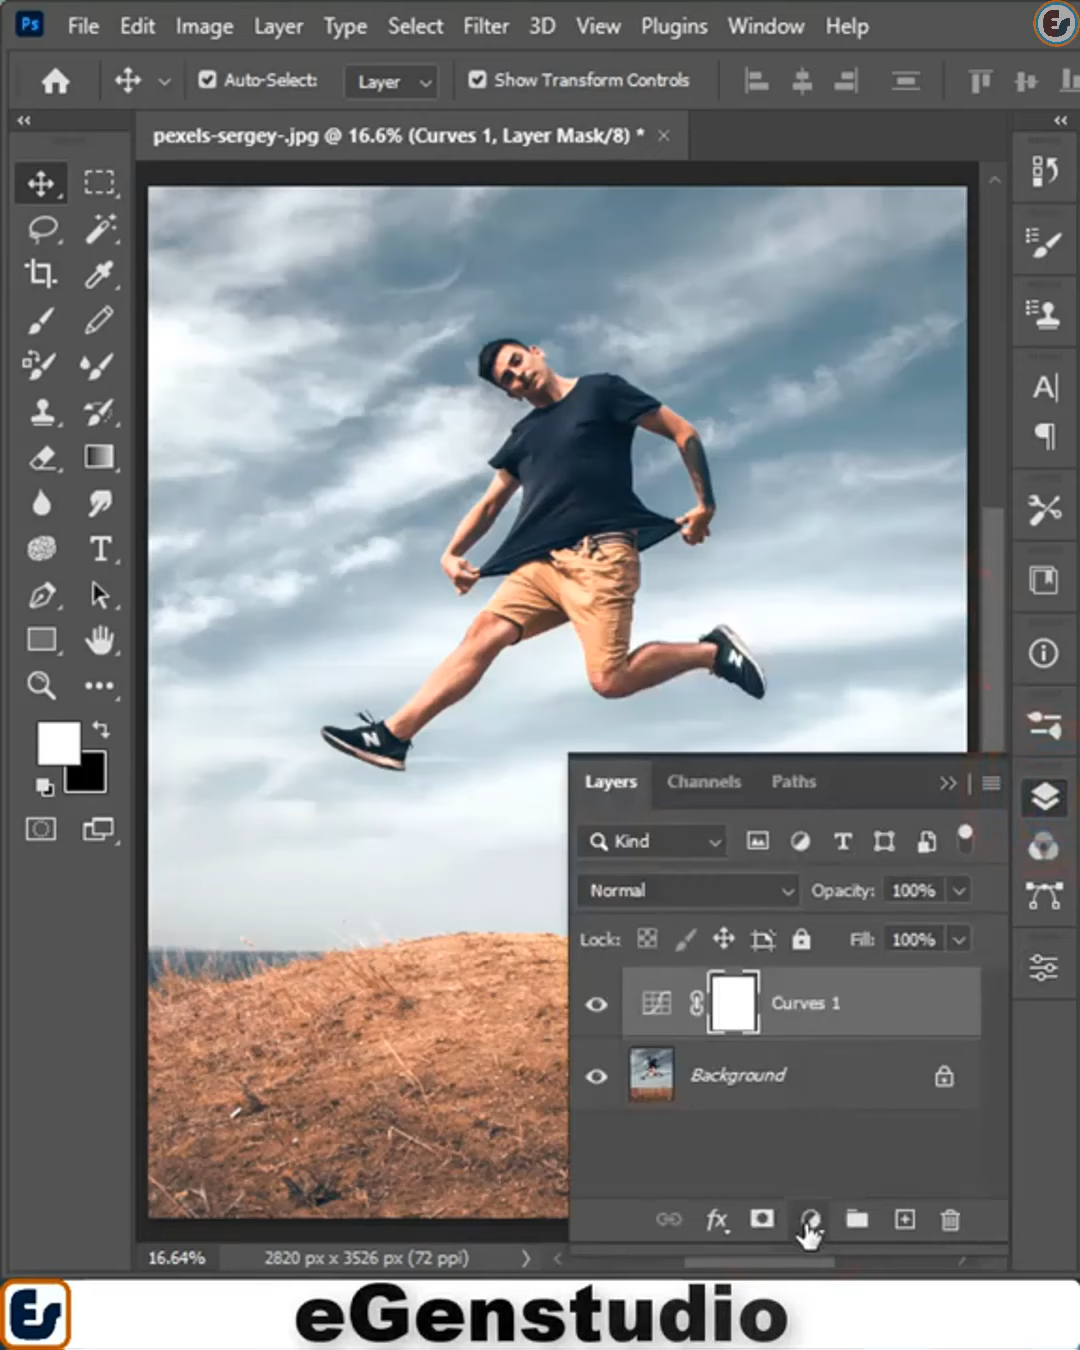 Ps File Edit Image Layer Type Select Filter 3D View Plugins Window Help
Auto-Select: Layer Show Transform Controls
pexels-sergey-.jpg @ 16.6% (Curves 1, Layer Mask/8) *
N
N
Layers Channels Paths
Kind
Normal Opacity: 100%
Lock: Fill: 100%
Curves 1
Background
fx
16.64% 2820 px x 3526 px (72 ppi)
Es eGenstudio